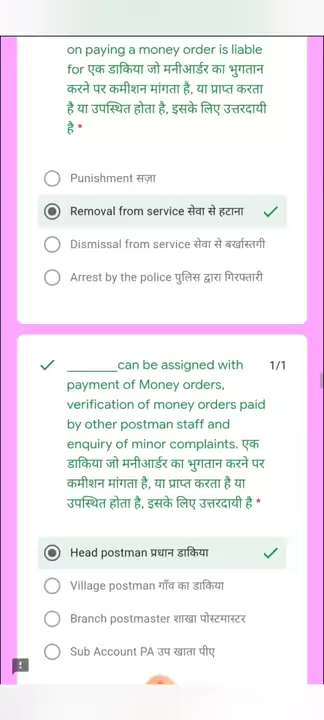 on paying a money order is liable
for एक डाकिया जो मनीआर्डर का भुगतान
करने पर कमीशन मांगता है, या प्राप्त करता
है या उपस्थित होता है, इसके लिए उत्तरदायी
है *
Punishment सज़ा
Removal from service सेवा से हटाना
Dismissal from service सेवा से बर्खास्तगी
Arrest by the police पुलिस द्वारा गिरफ्तारी
________can be assigned with 1/1
payment of Money orders,
verification of money orders paid
by other postman staff and
enquiry of minor complaints. एक
डाकिया जो मनीआर्डर का भुगतान करने पर
कमीशन मांगता है, या प्राप्त करता है या
उपस्थित होता है, इसके लिए उत्तरदायी है *
Head postman प्रधान डाकिया
Village postman गाँव का डाकिया
Branch postmaster शाखा पोस्टमास्टर
Sub Account PA उप खाता पीए